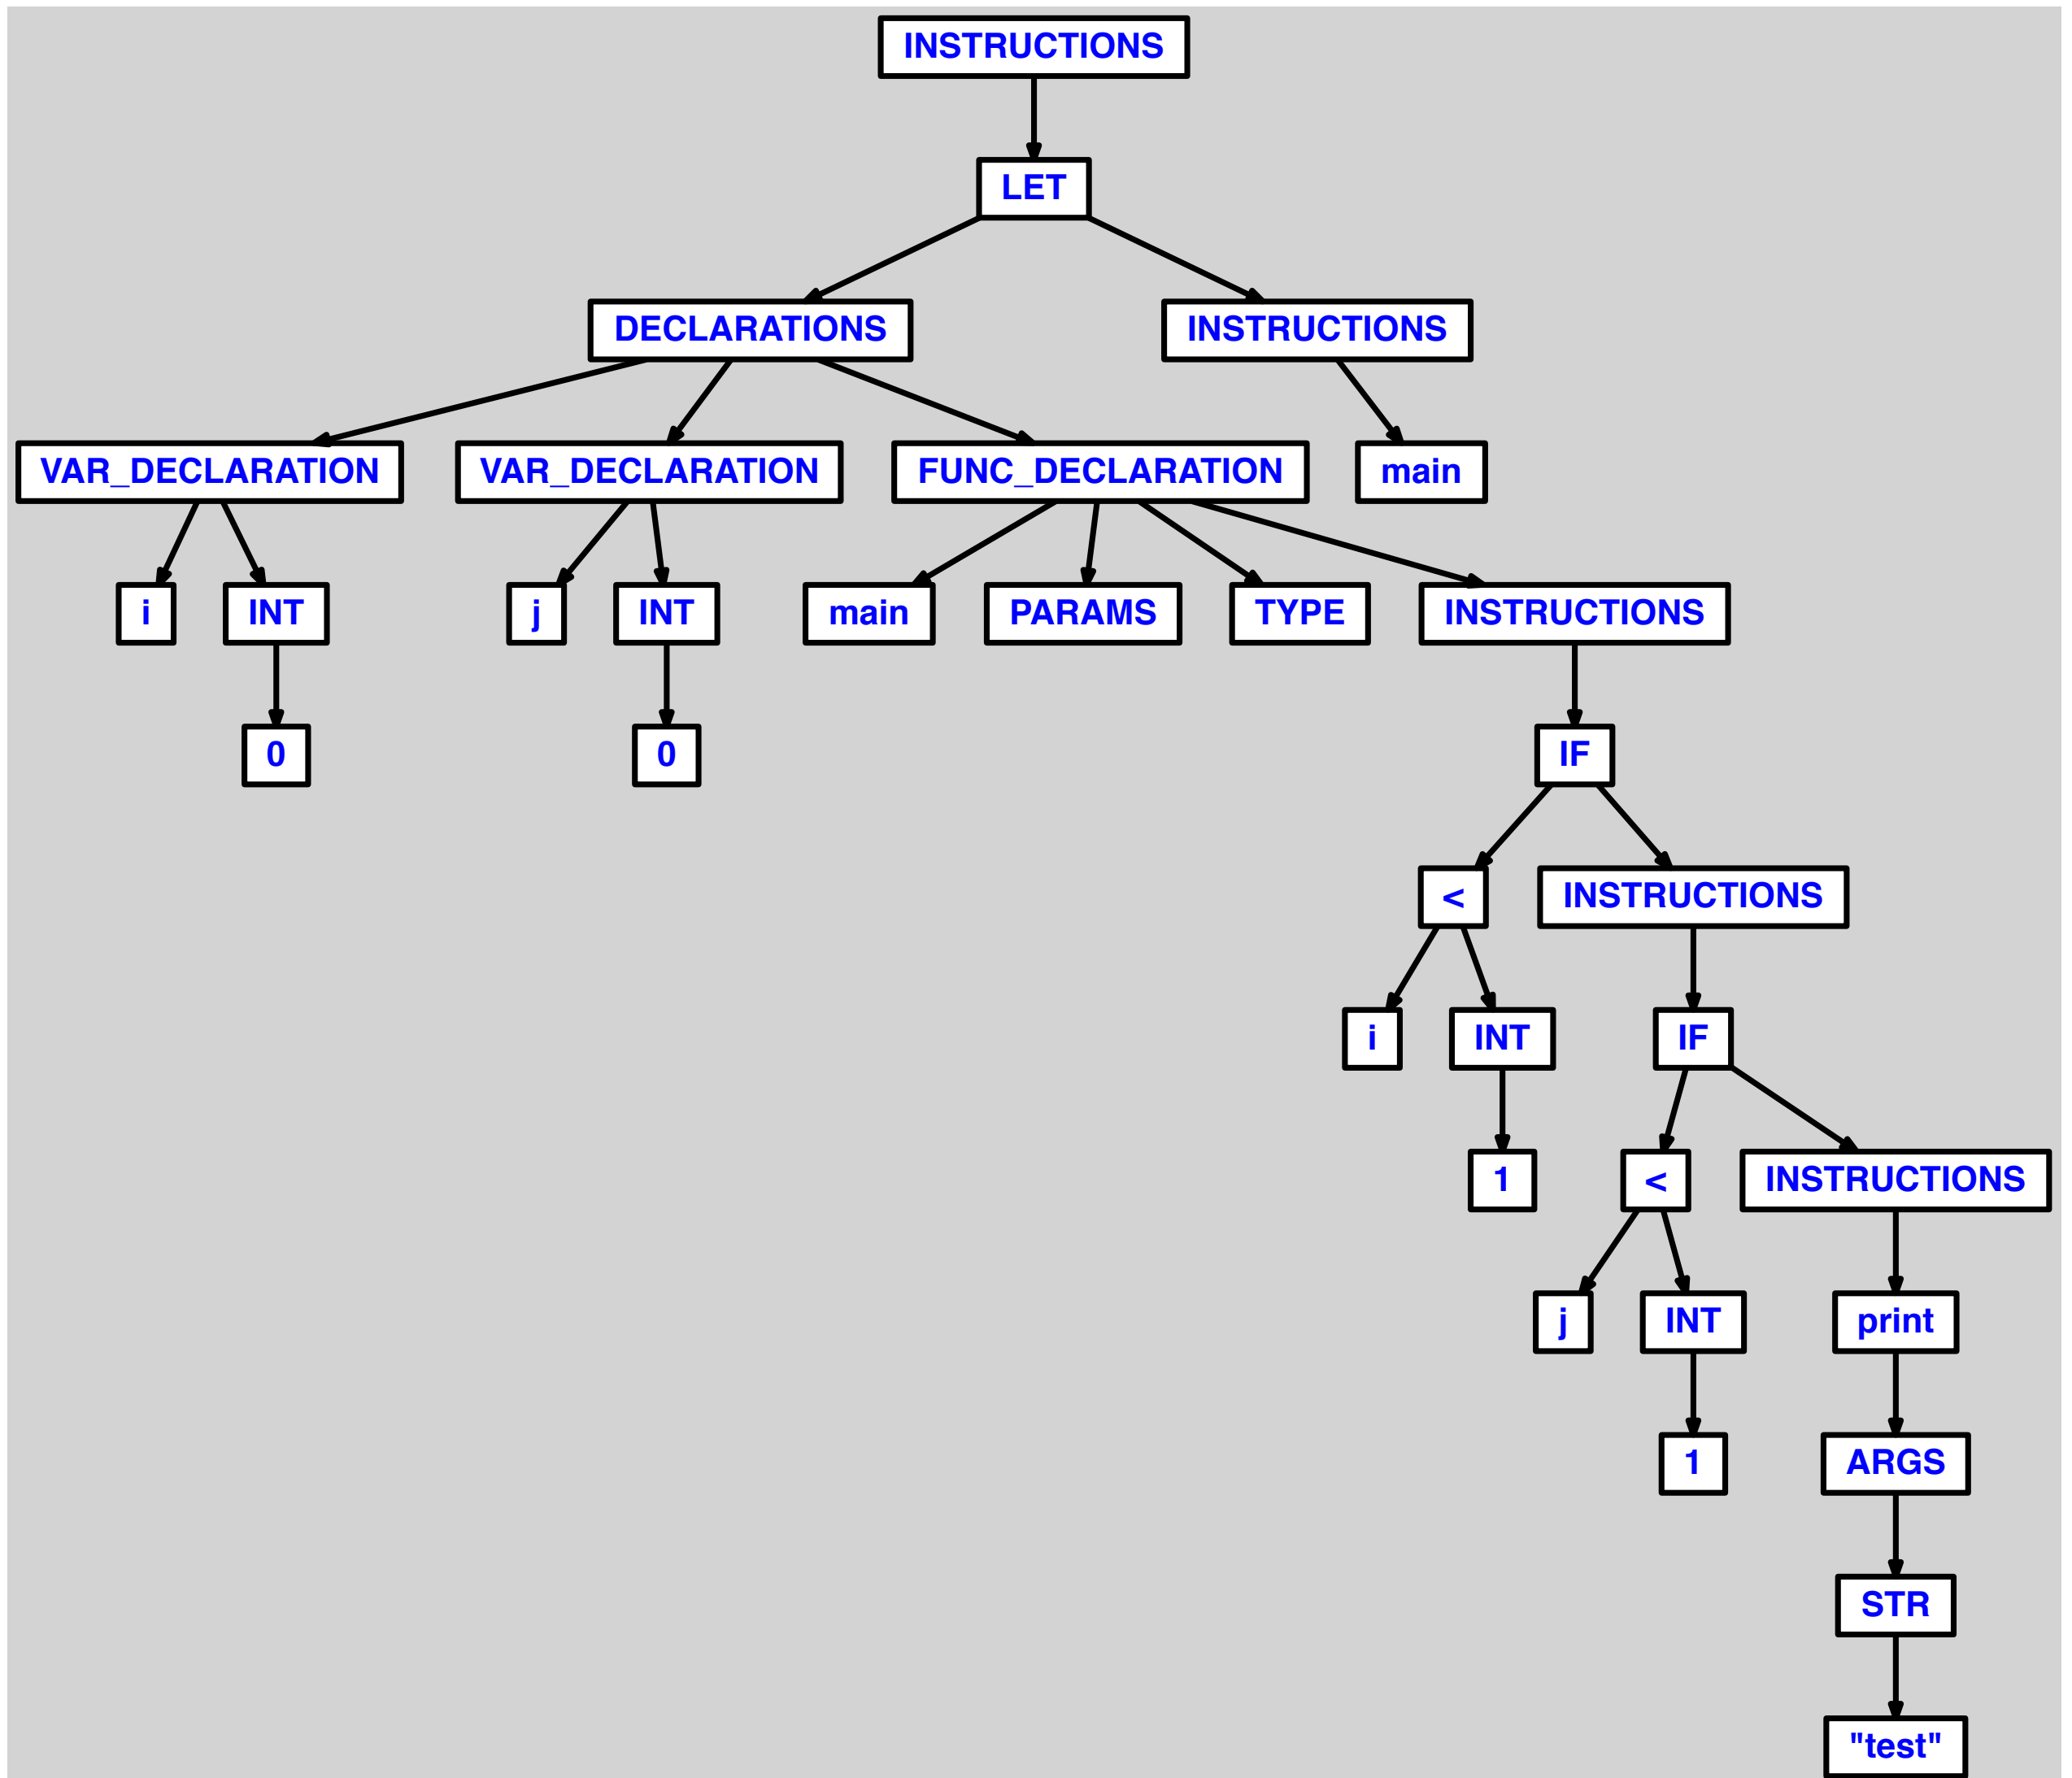 INSTRUCTIONS
LET
DECLARATIONS INSTRUCTIONS
VAR_DECLARATION VAR_DECLARATION FUNC_DECLARATION main
i INT j INT main PARAMS TYPE INSTRUCTIONS
0 0 IF
< INSTRUCTIONS
i INT IF
1 < INSTRUCTIONS
j INT print
1 ARGS
STR
"test"